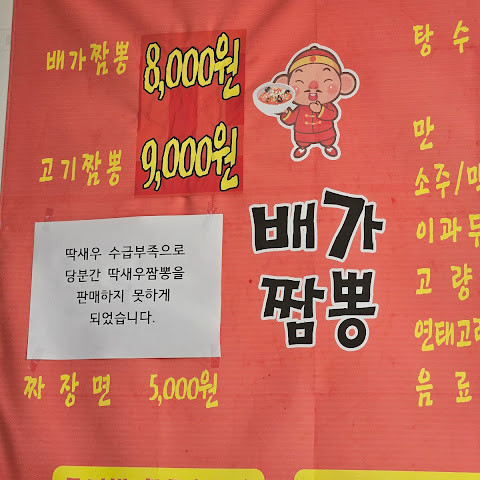 배가짬뽕 8,000원
고기짬뽕 9,000원
딱새우 수급부족으로
당분간 딱새우짬뽕을
판매하지 못하게
되었습니다.
짜장면 5,000원
배가
짬뽕
탕수
만
소주/
이과두
고량
연태고
음료